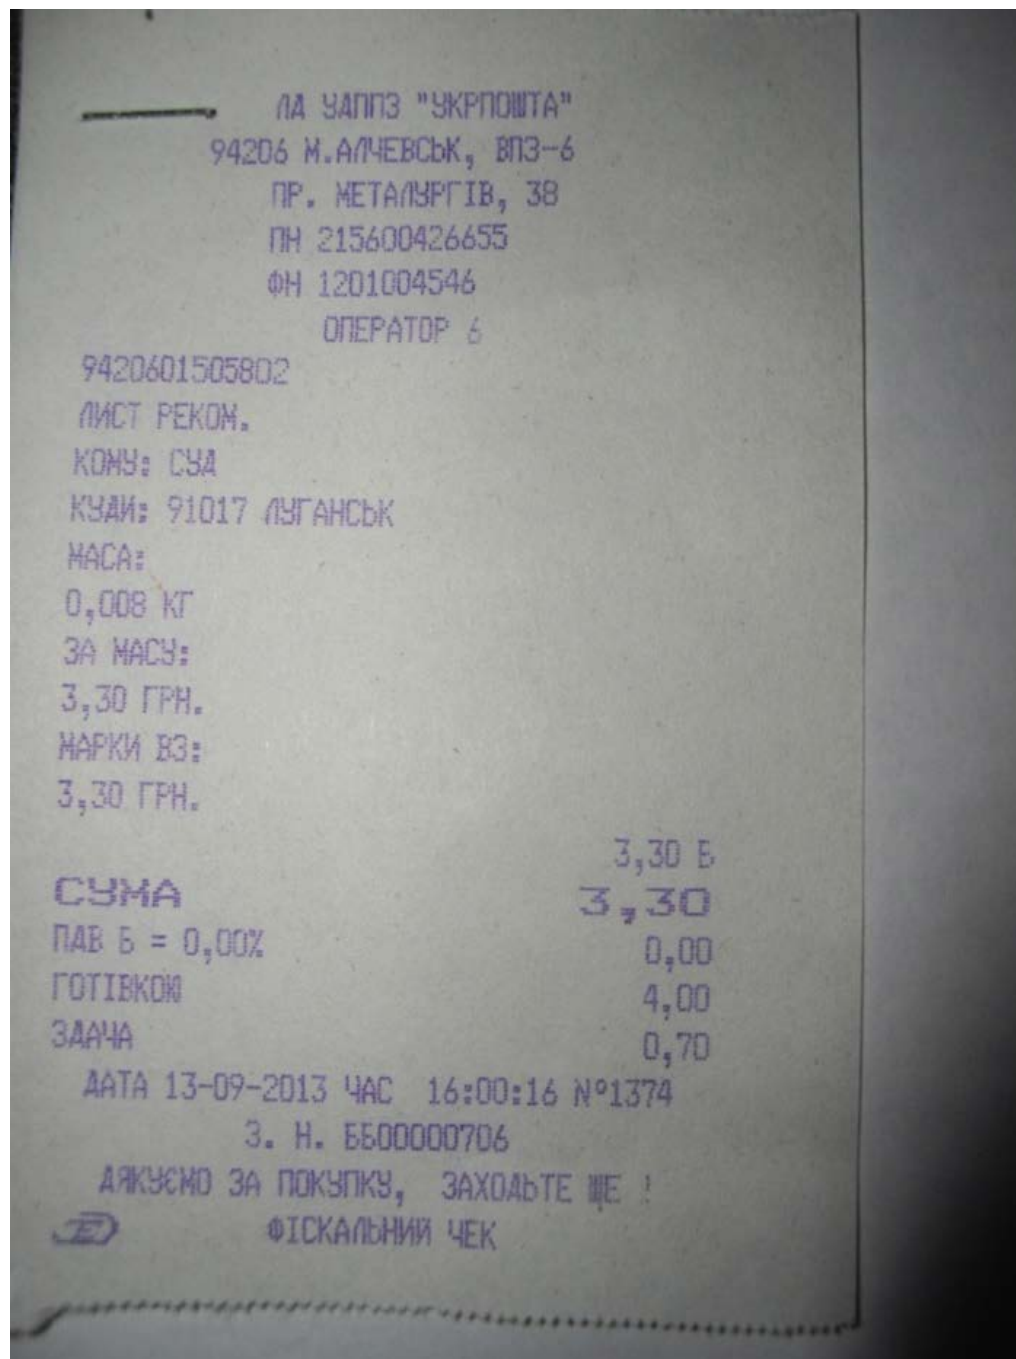 ЛД УДППЗ "УКРПОШТА"
94206 М.АЛЧЕВСЬК, ВПЗ-6
ПР. МЕТАЛУРГІВ, 38
ПН 215600426655
ФН 1201004546
ОПЕРАТОР 6
9420601505802
ЛИСТ РЕКОМ.
КОМУ: СУД
КУДИ: 91017 ЛУГАНСЬК
МАСА:
0,008 КГ
ЗА МАСУ:
3,30 ГРН.
МАРКИ ВЗ:
3,30 ГРН.
3,30 Б
СУМА 3,30
ПДВ Б = 0,00% 0,00
ГОТІВКОЮ 4,00
ЗДАЧА 0,70
ДАТА 13-09-2013 ЧАС 16:00:16 №1374
З. Н. ББ00000706
ДЯКУЄМО ЗА ПОКУПКУ, ЗАХОДЬТЕ ЩЕ !
ФІСКАЛЬНИЙ ЧЕК